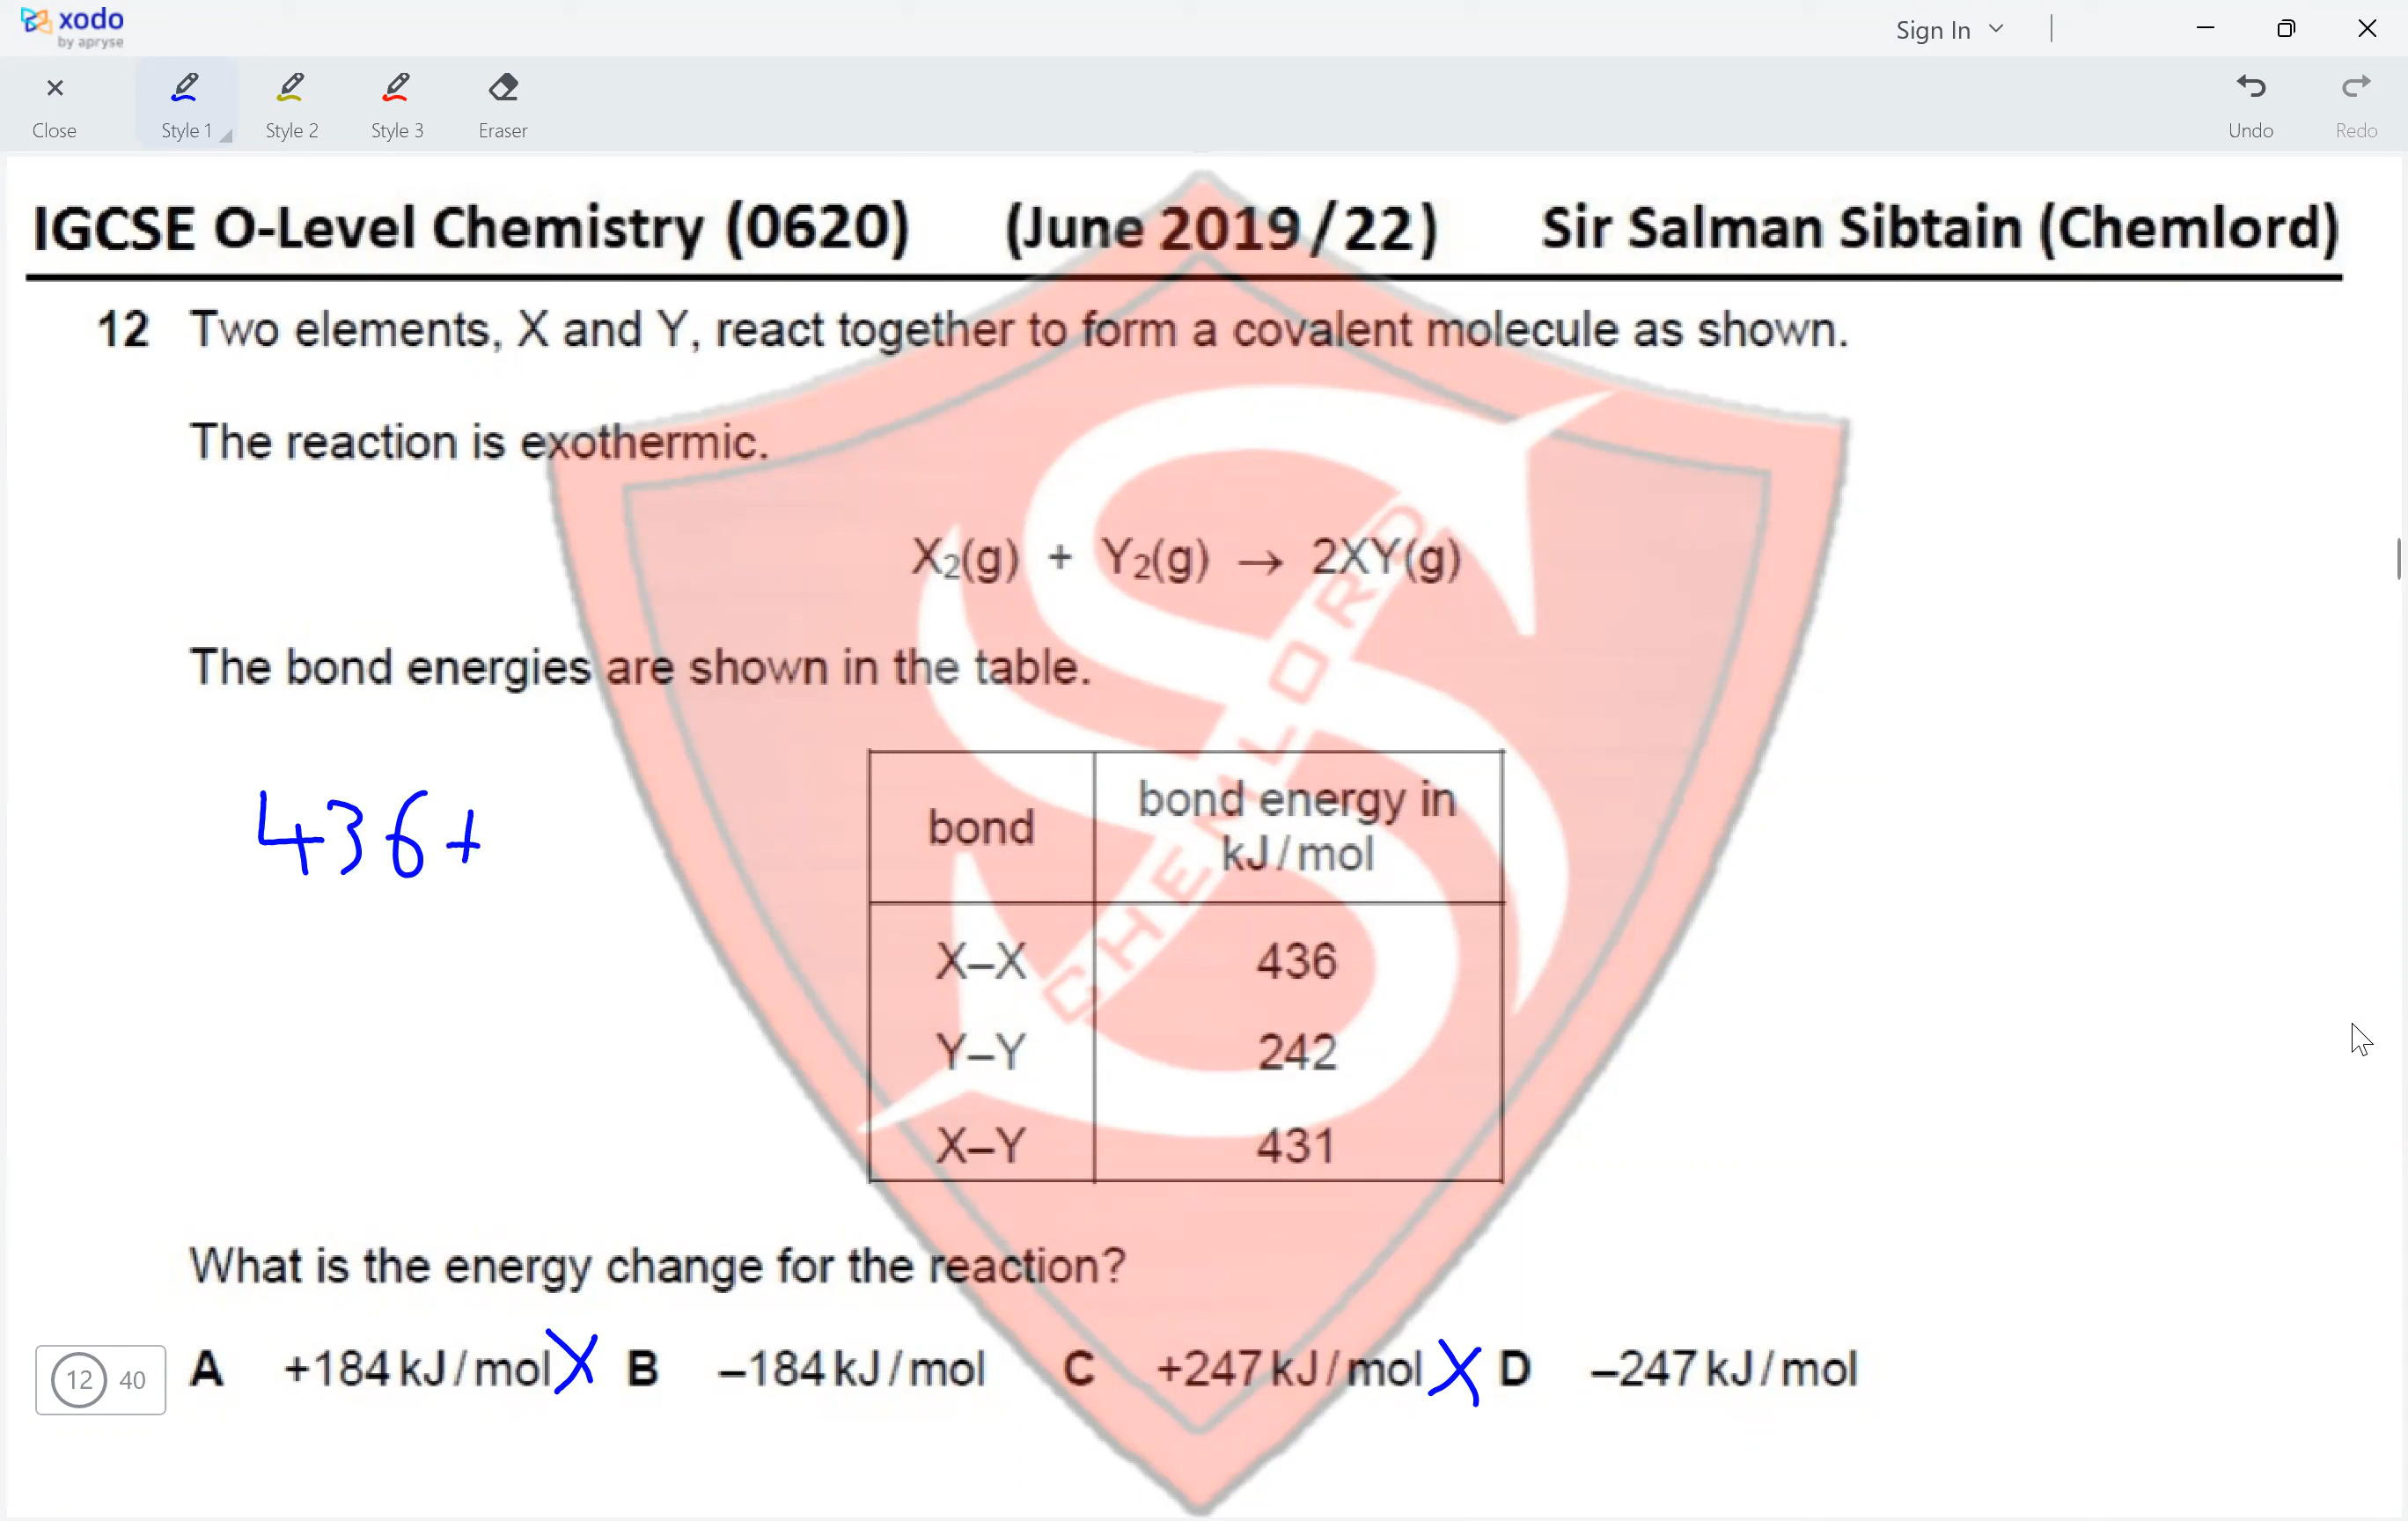 xodo
by apryse
Sign In
Close
Style 1
Style 2
Style 3
Eraser
Undo
Redo
IGCSE O-Level Chemistry (0620) (June 2019/22) Sir Salman Sibtain (Chemlord)
12 Two elements, X and Y, react together to form a covalent molecule as shown.
The reaction is exothermic.
X₂(g) + Y₂(g) → 2XY(g)
The bond energies are shown in the table.
436+
bond bond energy in kJ/mol
X–X 436
Y–Y 242
X–Y 431
CHEMLORD
What is the energy change for the reaction?
A +184 kJ/mol X B –184 kJ/mol C +247 kJ/mol X D –247 kJ/mol
12 40